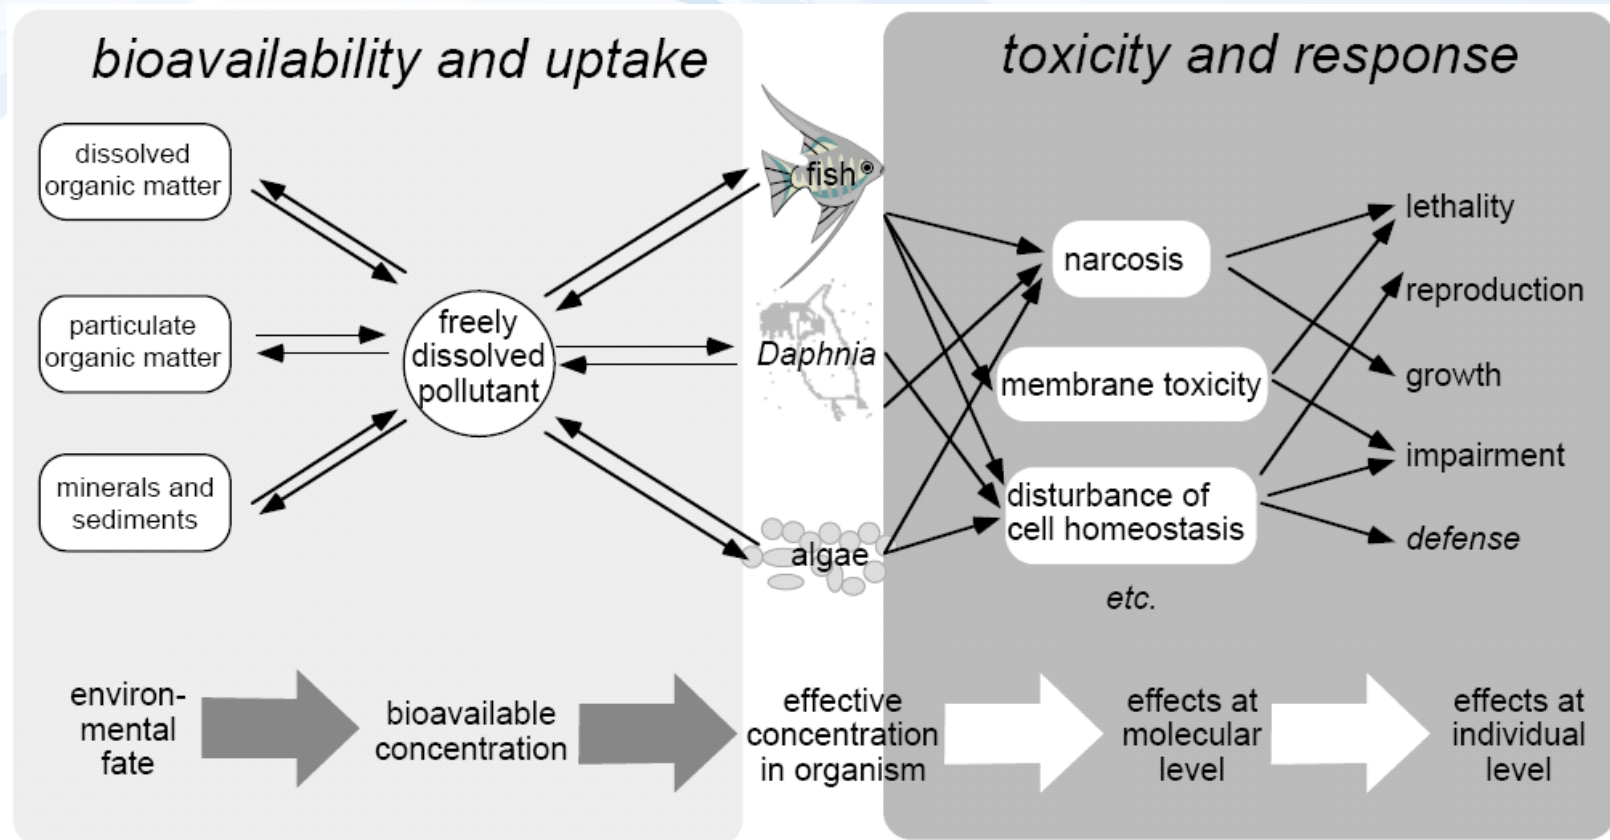 bioavailability and uptake
toxicity and response
dissolved
organic matter
particulate
organic matter
minerals and
sediments
freely
dissolved
pollutant
fish
Daphnia
algae
narcosis
membrane toxicity
disturbance of
cell homeostasis
etc.
lethality
reproduction
growth
impairment
defense
environ-
mental
fate
bioavailable
concentration
effective
concentration
in organism
effects at
molecular
level
effects at
individual
level